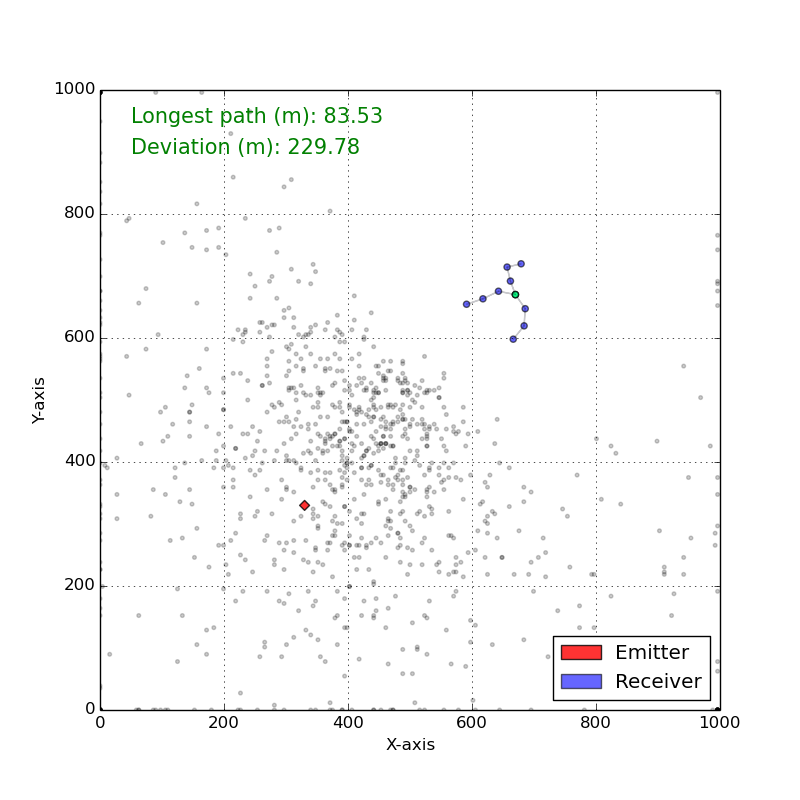 Longest path (m): 83.53
Deviation (m): 229.78
1000
800
600
400
200
0
Y-axis
0 200 400 600 800 1000
X-axis
Emitter
Receiver